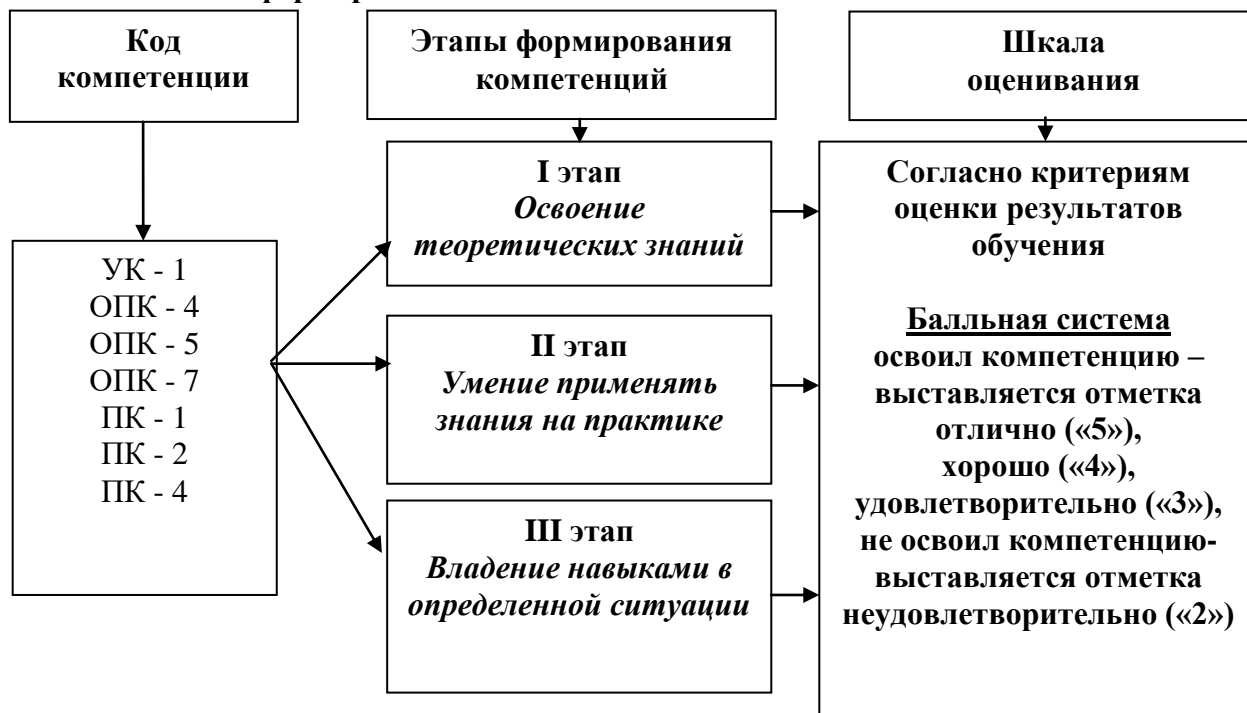 Код
компетенции
Этапы формирования
компетенций
Шкала
оценивания
УК - 1
ОПК - 4
ОПК - 5
ОПК - 7
ПК - 1
ПК - 2
ПК - 4
I этап
Освоение
теоретических знаний
II этап
Умение применять
знания на практике
III этап
Владение навыками в
определенной ситуации
Согласно критериям
оценки результатов
обучения
Балльная система
освоил компетенцию –
выставляется отметка
отлично («5»),
хорошо («4»),
удовлетворительно («3»),
не освоил компетенцию-
выставляется отметка
неудовлетворительно («2»)